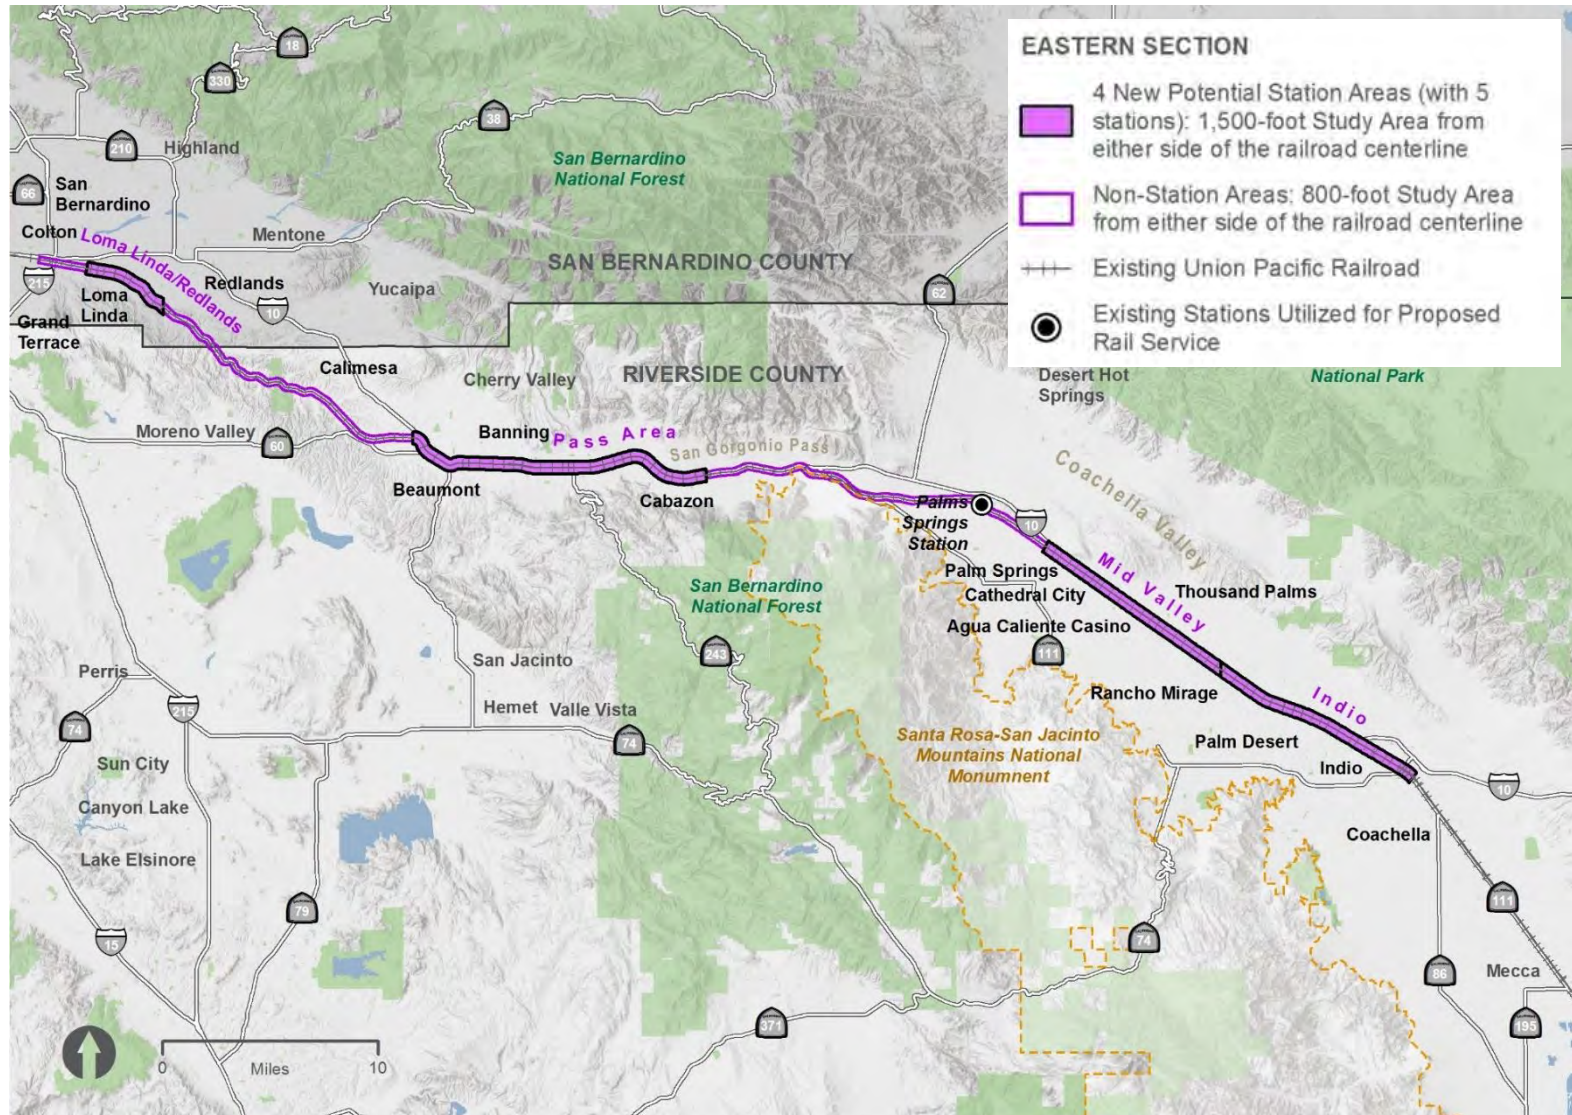 EASTERN SECTION
4 New Potential Station Areas (with 5
stations): 1,500-foot Study Area from
either side of the railroad centerline
Non-Station Areas: 800-foot Study Area
from either side of the railroad centerline
Existing Union Pacific Railroad
Existing Stations Utilized for Proposed
Rail Service
18
330
38
210
Highland
San Bernardino
National Forest
66
San
Bernardino
Colton
Loma Linda/Redlands
Mentone
SAN BERNARDINO COUNTY
215
Loma
Linda
Redlands
10
Yucaipa
62
Grand
Terrace
Calimesa
Cherry Valley
RIVERSIDE COUNTY
Desert Hot
Springs
National Park
Moreno Valley
60
Banning
Pass Area
San Gorgonio Pass
Beaumont
Cabazon
Coachella Valley
Palms
Springs
Station
10
Mid Valley
Palm Springs
Cathedral City
Thousand Palms
San Bernardino
National Forest
Agua Caliente Casino
243
111
San Jacinto
Perris
Rancho Mirage
Indio
215
Hemet
Valle Vista
74
74
Santa Rosa-San Jacinto
Mountains National
Monumnent
Palm Desert
Indio
10
Sun City
Canyon Lake
Coachella
Lake Elsinore
79
111
15
74
86
Mecca
371
195
0
Miles
10